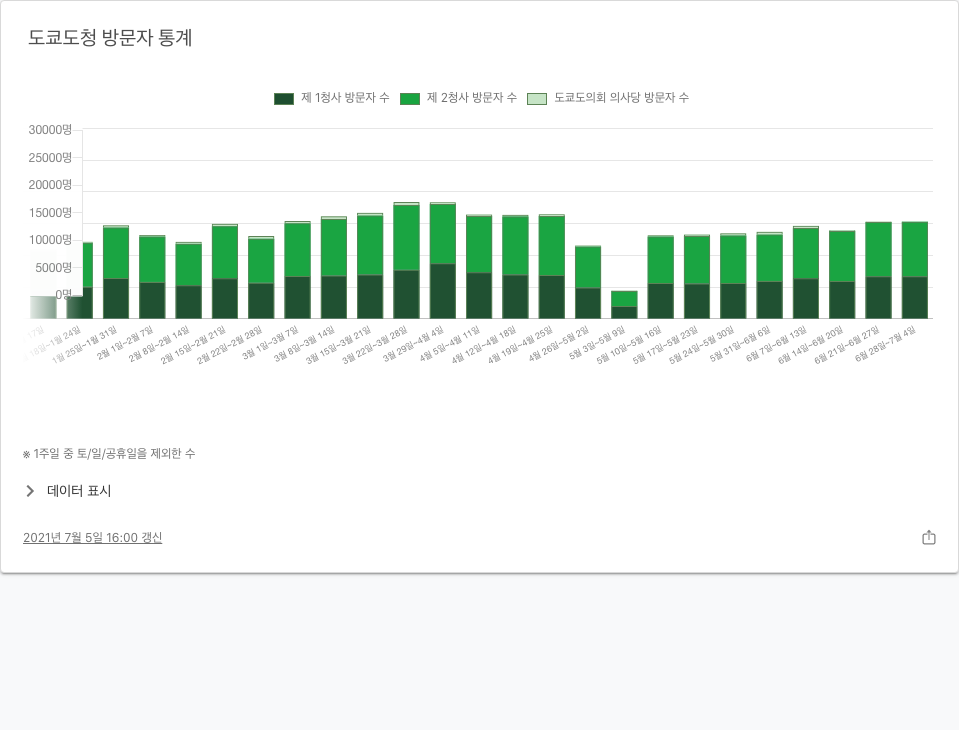 도쿄도청 방문자 통계
제 1청사 방문자 수 제 2청사 방문자 수 도쿄도의회 의사당 방문자 수
30000명
25000명
20000명
15000명
10000명
5000명
0명
17일
18일~1월 24일
1월 25일~1월 31일
2월 1일~2월 7일
2월 8일~2월 14일
2월 15일~2월 21일
2월 22일~2월 28일
3월 1일~3월 7일
3월 8일~3월 14일
3월 15일~3월 21일
3월 22일~3월 28일
3월 29일~4월 4일
4월 5일~4월 11일
4월 12일~4월 18일
4월 19일~4월 25일
4월 26일~5월 2일
5월 3일~5월 9일
5월 10일~5월 16일
5월 17일~5월 23일
5월 24일~5월 30일
5월 31일~6월 6일
6월 7일~6월 13일
6월 14일~6월 20일
6월 21일~6월 27일
6월 28일~7월 4일
※ 1주일 중 토/일/공휴일을 제외한 수
데이터 표시
2021년 7월 5일 16:00 갱신